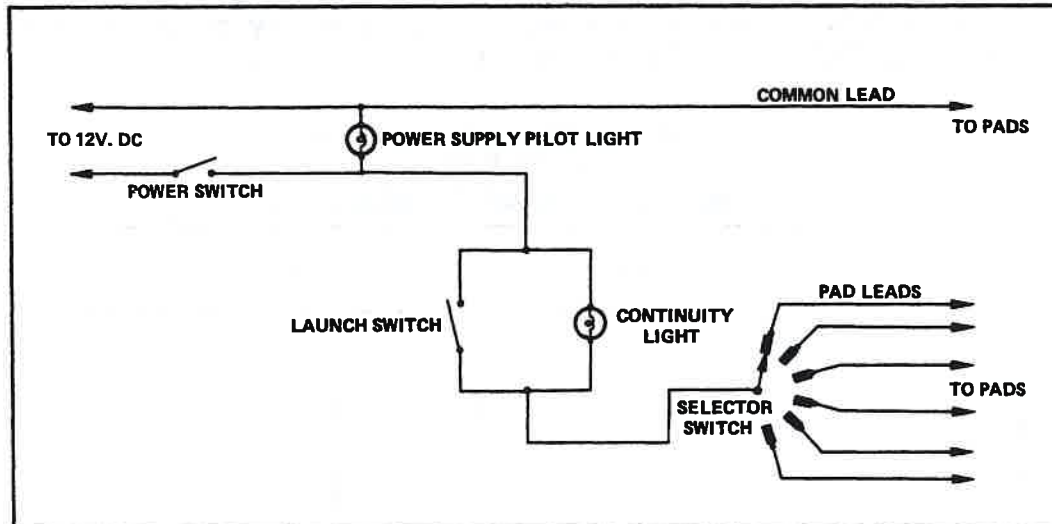 COMMON LEAD
TO PADS
TO 12V. DC
POWER SUPPLY PILOT LIGHT
POWER SWITCH
PAD LEADS
LAUNCH SWITCH
CONTINUITY
LIGHT
TO PADS
SELECTOR
SWITCH